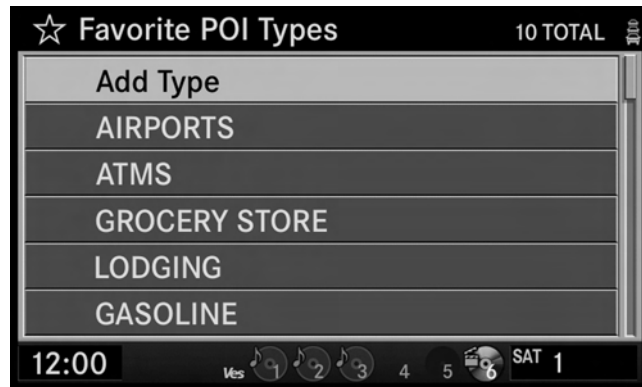 Favorite POI Types 10 TOTAL
Add Type
AIRPORTS
ATMS
GROCERY STORE
LODGING
GASOLINE
12:00 Ves 1 2 3 4 5 6 SAT 1